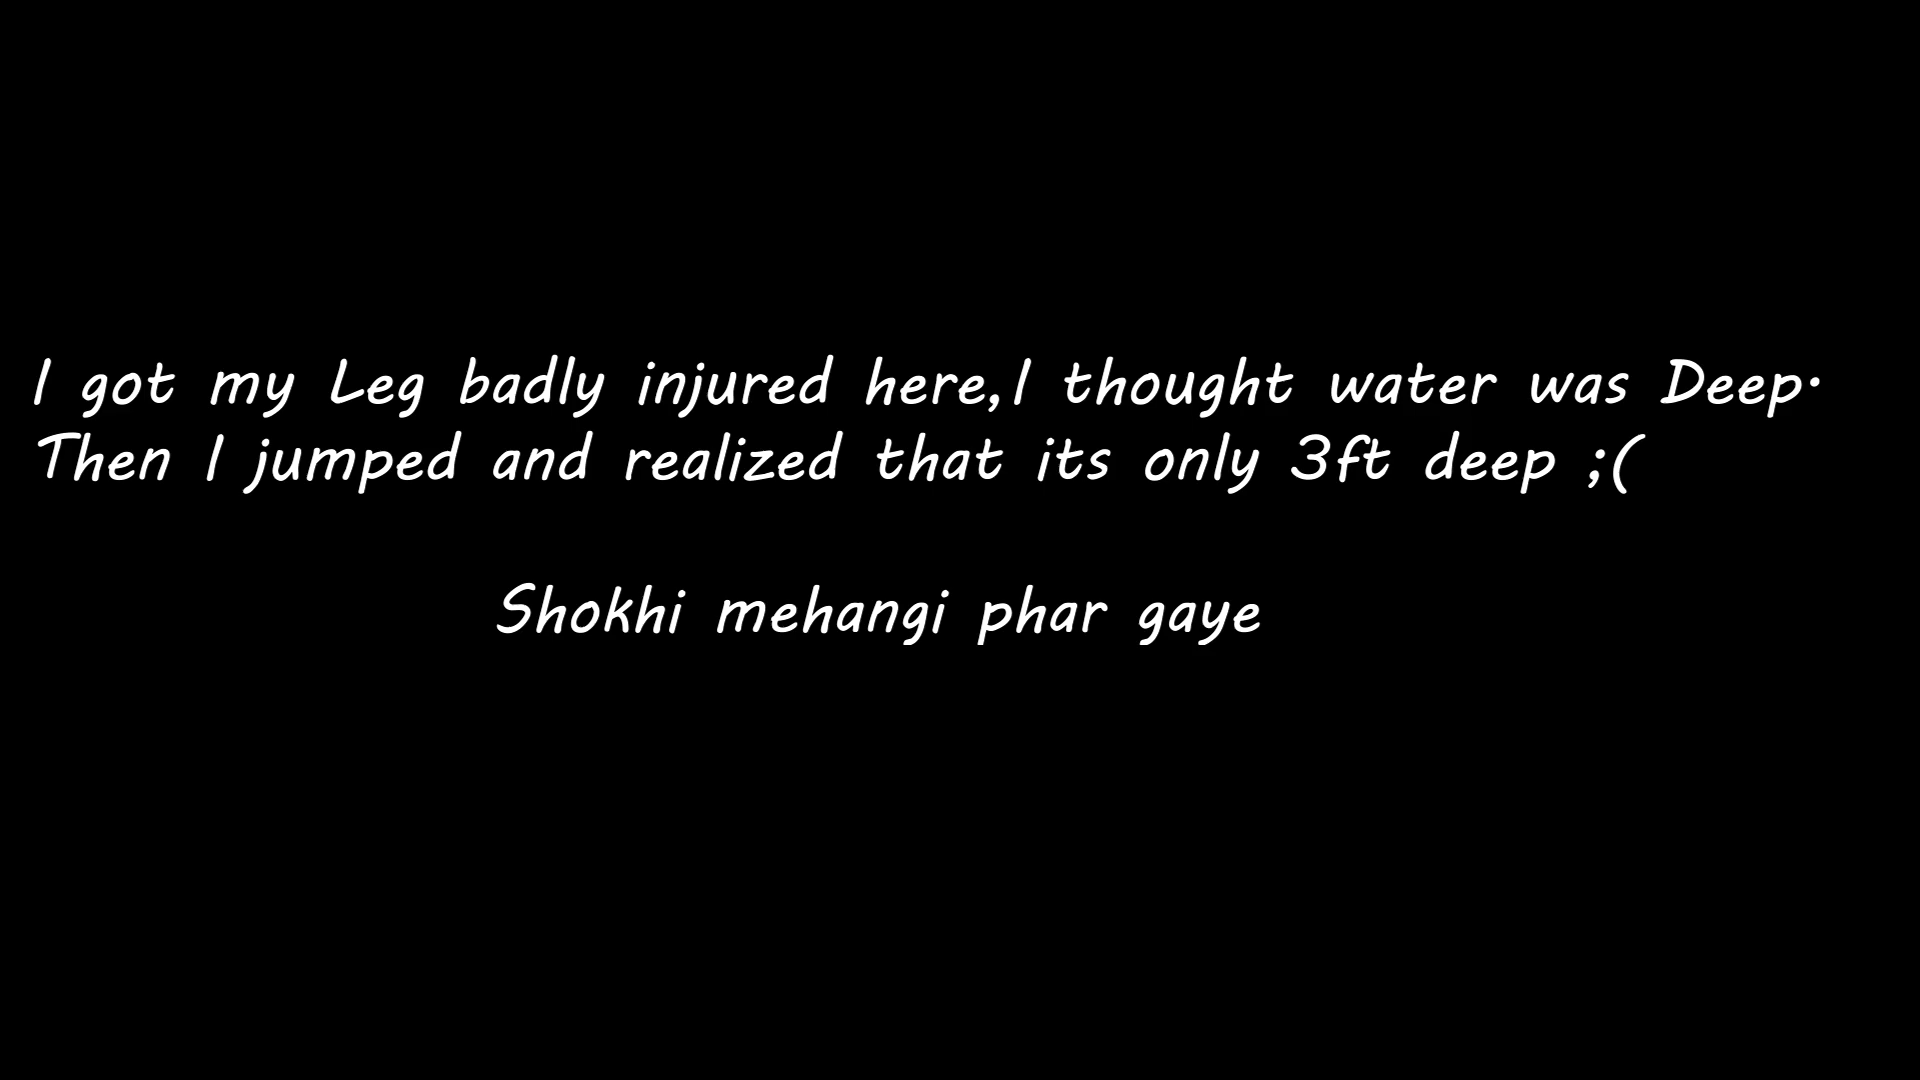 I got my Leg badly injured here,I thought water was Deep.
Then I jumped and realized that its only 3ft deep ;(
Shokhi mehangi phar gaye